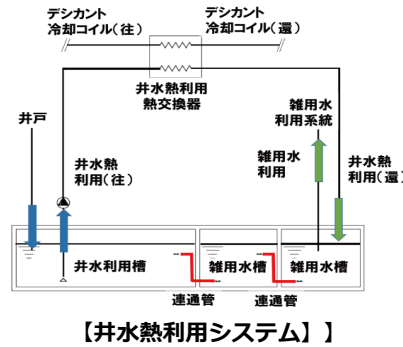 デシカント
冷却コイル(往)
デシカント
冷却コイル(還)
井水熱利用
熱交換器
井戸
井水熱
利用(往)
雑用水
利用系統
雑用水
利用
井水熱
利用(還)
井水利用槽
雑用水槽
雑用水槽
連通管
連通管
【井水熱利用システム】】